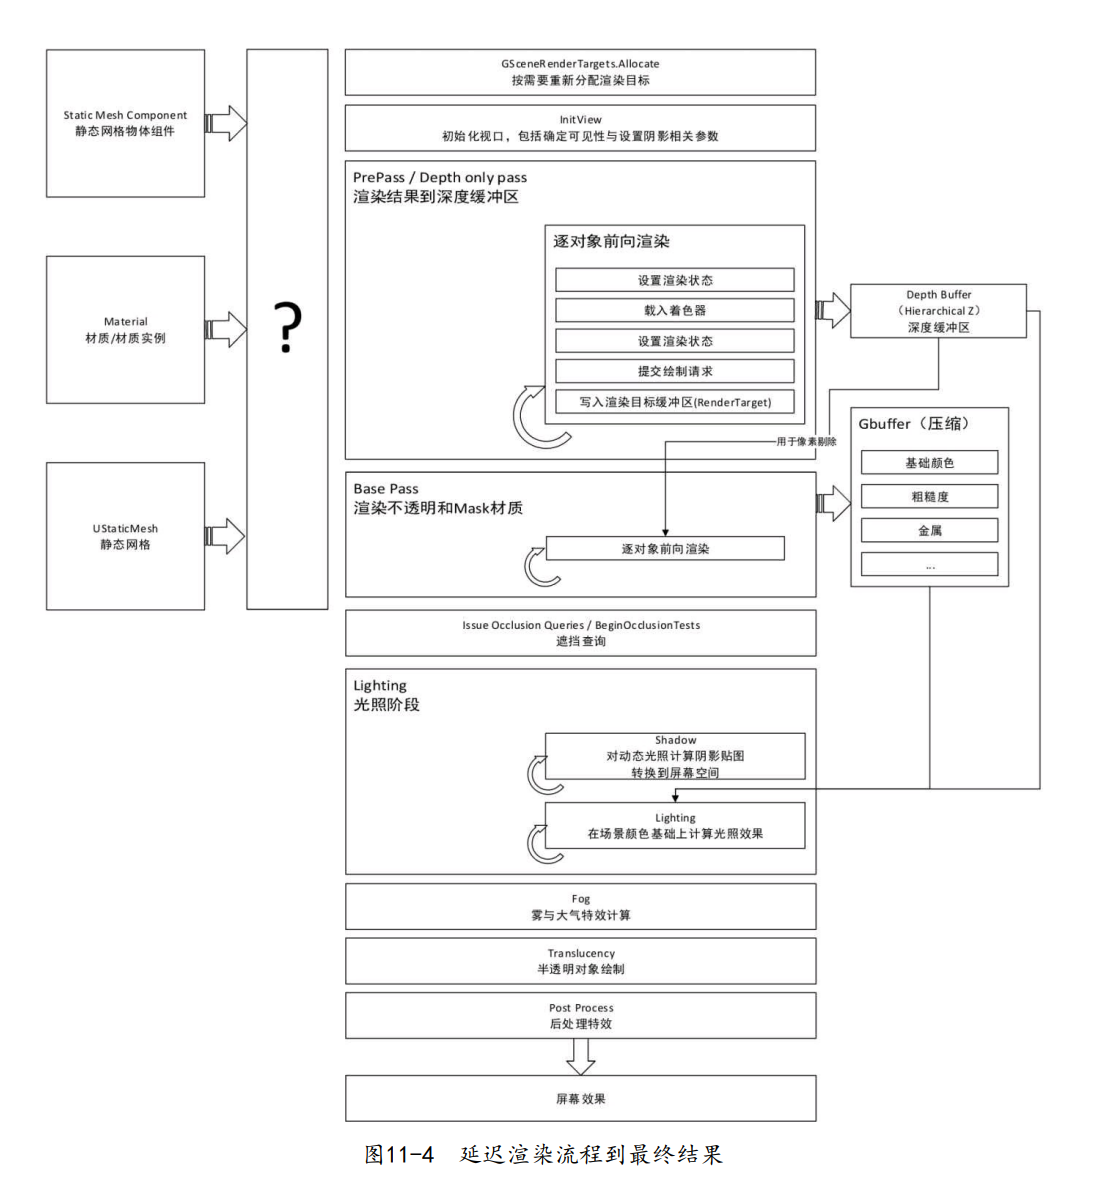 Static Mesh Component
静态网格物体组件
Material
材质/材质实例
UStaticMesh
静态网格
?
GSceneRenderTargets.Allocate
按需要重新分配渲染目标
InitView
初始化视口，包括确定可见性与设置阴影相关参数
PrePass / Depth only pass
渲染结果到深度缓冲区
逐对象前向渲染
设置渲染状态
载入着色器
设置渲染状态
提交绘制请求
写入渲染目标缓冲区(RenderTarget)
Depth Buffer
（Hierarchical Z）
深度缓冲区
用于像素剔除
Gbuffer（压缩）
基础颜色
粗糙度
金属
...
Base Pass
渲染不透明和Mask材质
逐对象前向渲染
Issue Occlusion Queries / BeginOcclusionTests
遮挡查询
Lighting
光照阶段
Shadow
对动态光照计算阴影贴图
转换到屏幕空间
Lighting
在场景颜色基础上计算光照效果
Fog
雾与大气特效计算
Translucency
半透明对象绘制
Post Process
后处理特效
屏幕效果
图11-4 延迟渲染流程到最终结果